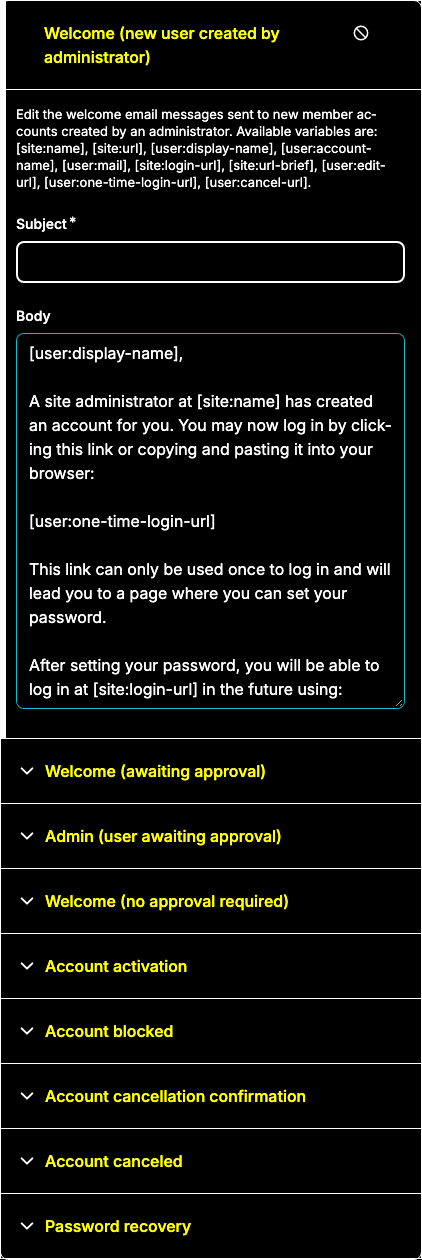 Welcome (new user created by
administrator)
Edit the welcome email messages sent to new member ac-
counts created by an administrator. Available variables are:
[site:name], [site:url], [user:display-name], [user:account-
name], [user:mail], [site:login-url], [site:url-brief], [user:edit-
url], [user:one-time-login-url], [user:cancel-url].
Subject*
Body
[user:display-name],
A site administrator at [site:name] has created
an account for you. You may now log in by click-
ing this link or copying and pasting it into your
browser:
[user:one-time-login-url]
This link can only be used once to log in and will
lead you to a page where you can set your
password.
After setting your password, you will be able to
log in at [site:login-url] in the future using:
Welcome (awaiting approval)
Admin (user awaiting approval)
Welcome (no approval required)
Account activation
Account blocked
Account cancellation confirmation
Account canceled
Password recovery